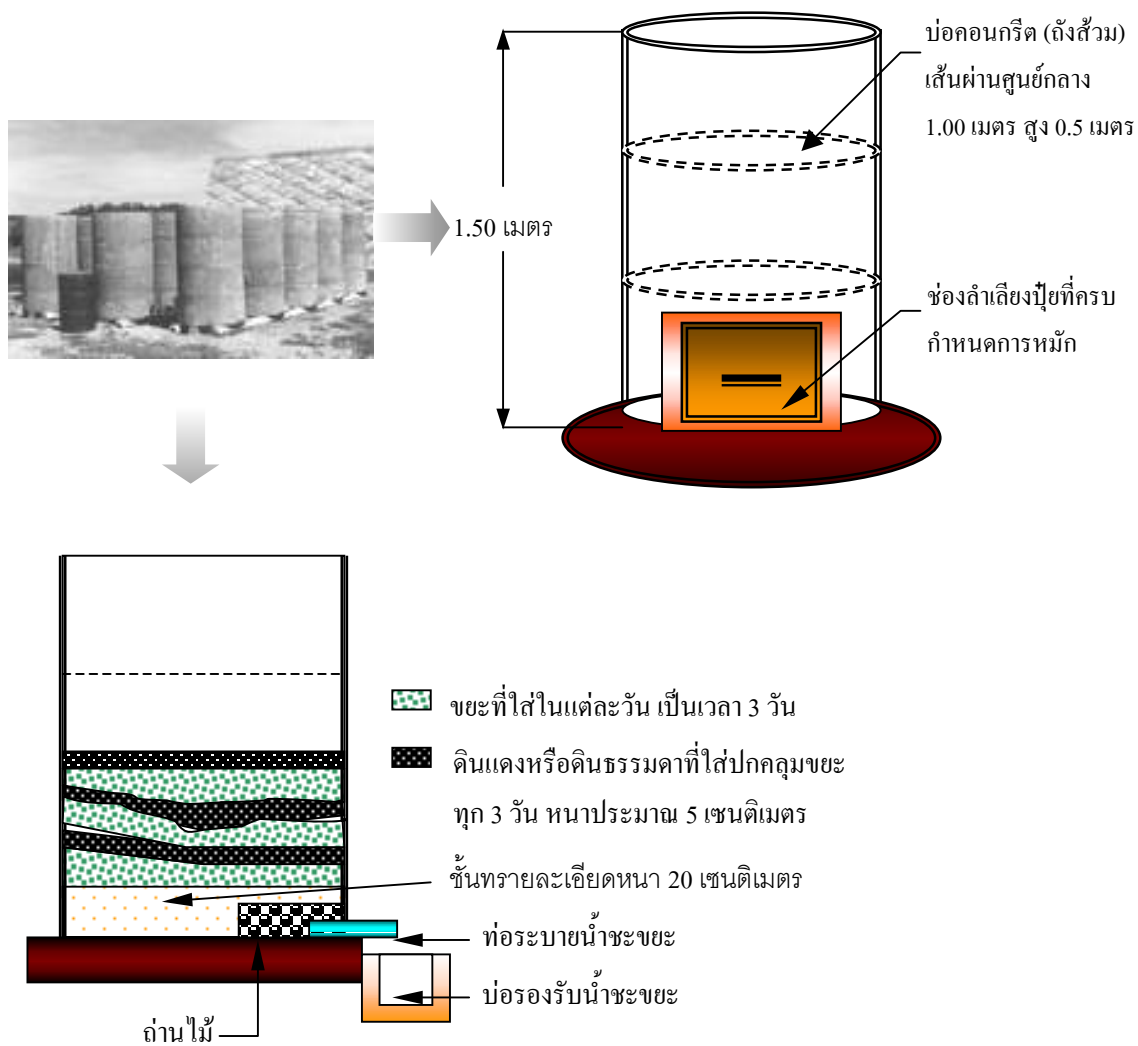 บ่อคอนกรีต (ถังส้วม)
เส้นผ่านศูนย์กลาง
1.00 เมตร สูง 0.5 เมตร
1.50 เมตร
ช่องลำเลียงปุ๋ยที่ครบ
กำหนดการหมัก
ขยะที่ใส่ในแต่ละวัน เป็นเวลา 3 วัน
ดินแดงหรือดินธรรมดาที่ใส่ปกคลุมขยะ
ทุก 3 วัน หนาประมาณ 5 เซนติเมตร
ชั้นทรายละเอียดหนา 20 เซนติเมตร
ท่อระบายน้ำชะขยะ
บ่อรองรับน้ำชะขยะ
ถ่านไม้